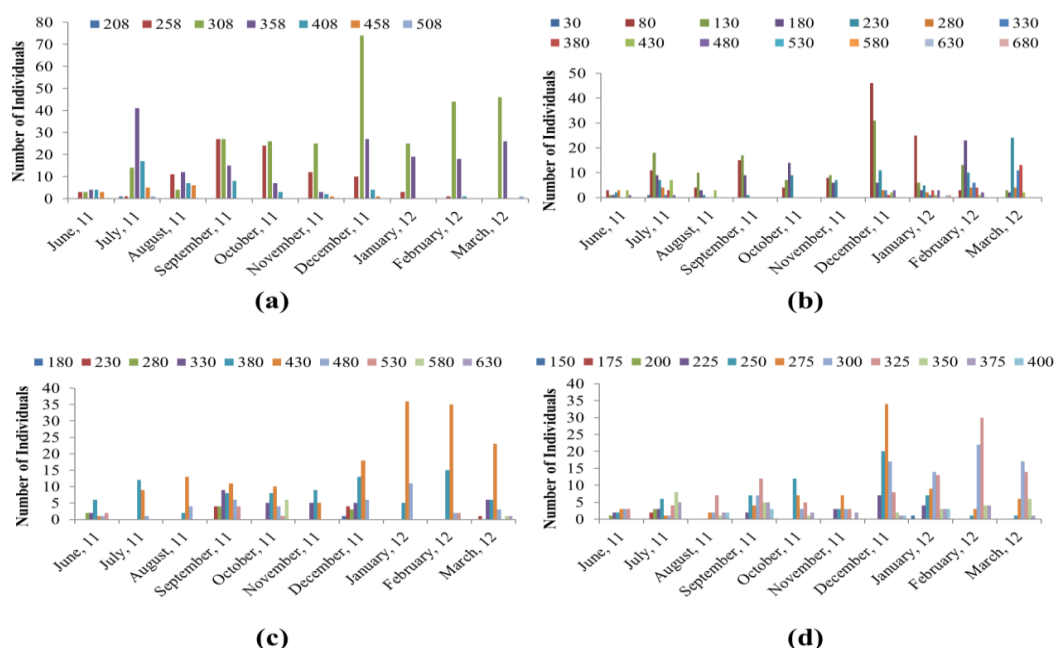 208 258 308 358 408 458 508
Number of Individuals
80
70
60
50
40
30
20
10
0
June, 11 July, 11 August, 11 September, 11 October, 11 November, 11 December, 11 January, 12 February, 12 March, 12
(a)
30 80 130 180 230 280 330
380 430 480 530 580 630 680
Number of Individuals
50
40
30
20
10
0
June, 11 July, 11 August, 11 September, 11 October, 11 November, 11 December, 11 January, 12 February, 12 March, 12
(b)
180 230 280 330 380 430 480 530 580 630
Number of Individuals
40
35
30
25
20
15
10
5
0
June, 11 July, 11 August, 11 September, 11 October, 11 November, 11 December, 11 January, 12 February, 12 March, 12
(c)
150 175 200 225 250 275 300 325 350 375 400
Number of Individuals
40
35
30
25
20
15
10
5
0
June, 11 July, 11 August, 11 September, 11 October, 11 November, 11 December, 11 January, 12 February, 12 March, 12
(d)